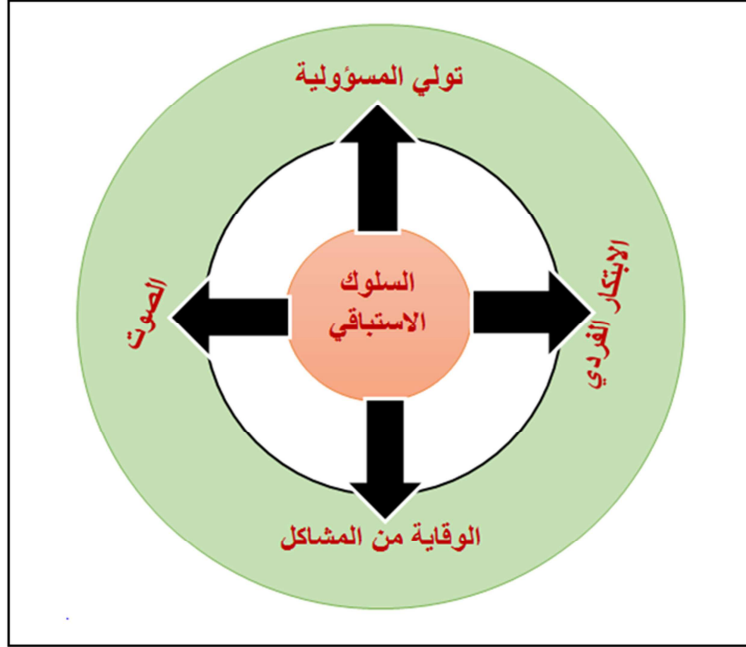 تولي المسؤولية
الابتكار الفردي
السلوك
الاستباقي
الصوت
الوقاية من المشاكل